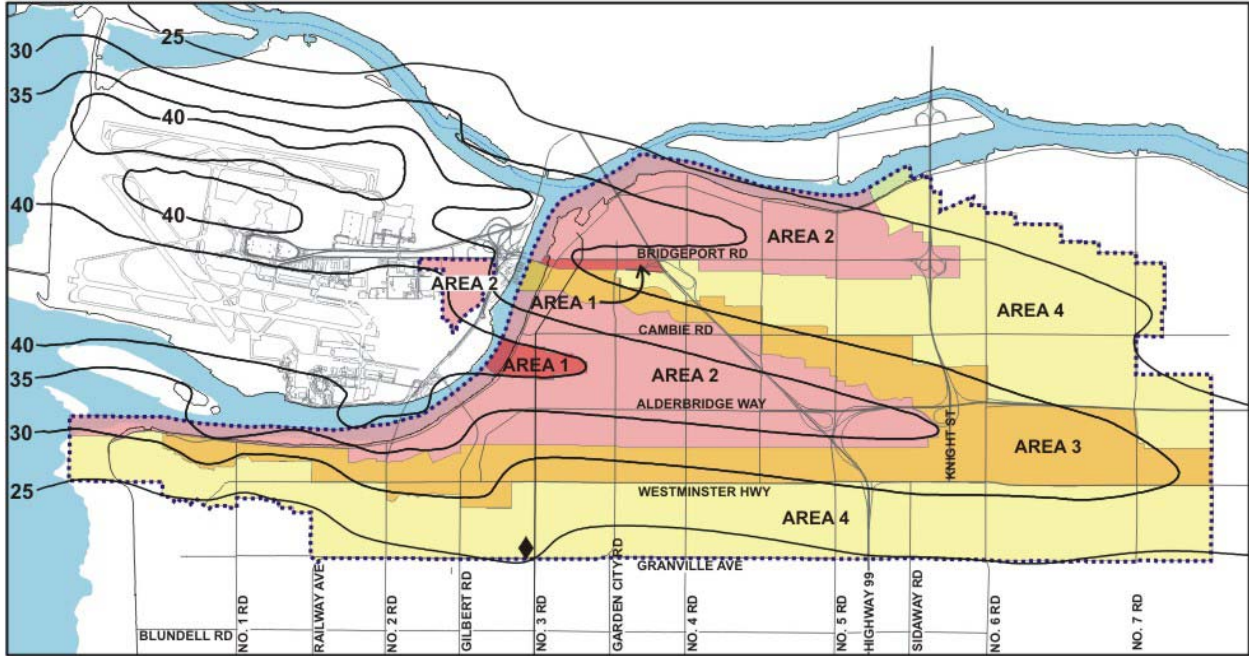 25
30
35
40
40
40
AREA 2
BRIDGEPORT RD
AREA 2
AREA 1
AREA 4
CAMBIE RD
40
AREA 1
AREA 2
35
ALDERBRIDGE WAY
30
KNIGHT ST
AREA 3
25
WESTMINSTER HWY
AREA 4
GRANVILLE AVE
BLUNDELL RD
NO. 1 RD
RAILWAY AVE
NO. 2 RD
GILBERT RD
NO. 3 RD
GARDEN CITY RD
NO. 4 RD
NO. 5 RD
HIGHWAY 99
SIDAWAY RD
NO. 6 RD
NO. 7 RD